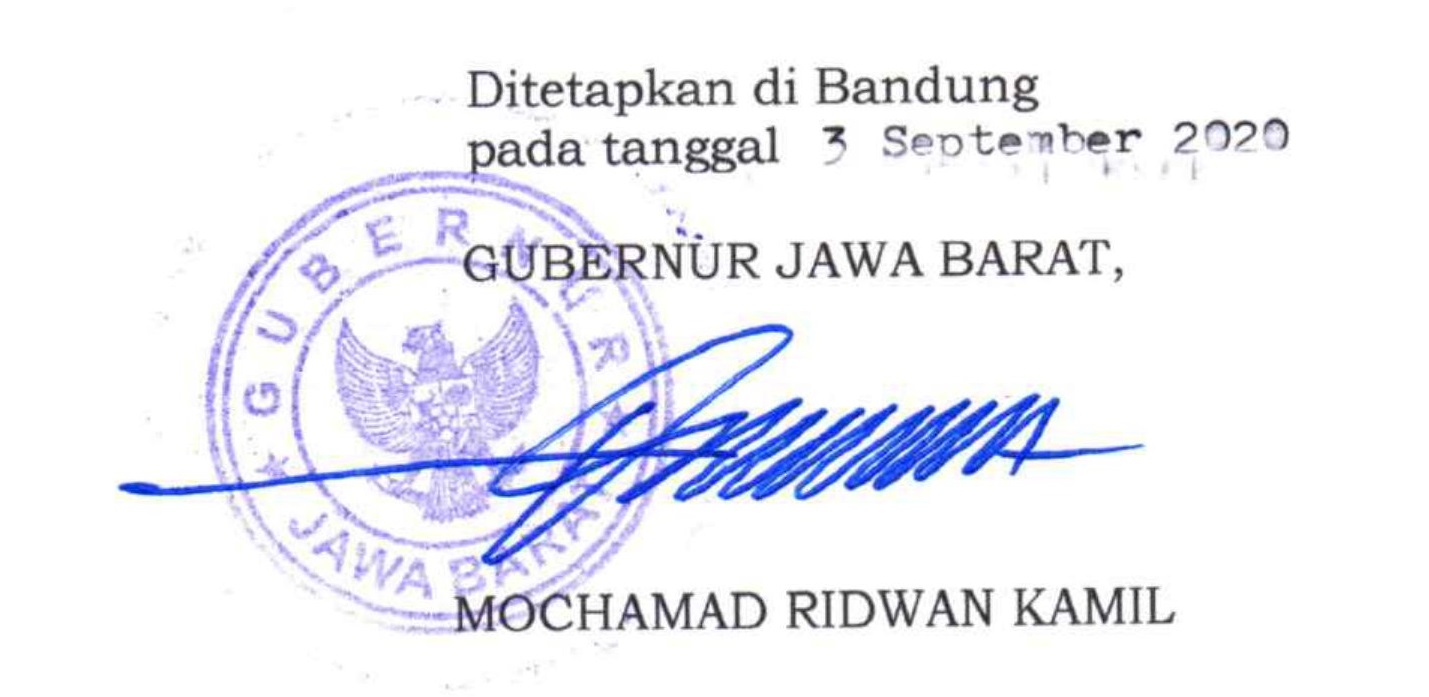 Ditetapkan di Bandung
pada tanggal 3 September 2020
GUBERNUR JAWA BARAT,
GUBERNUR
JAWA BARAT
MOCHAMAD RIDWAN KAMIL